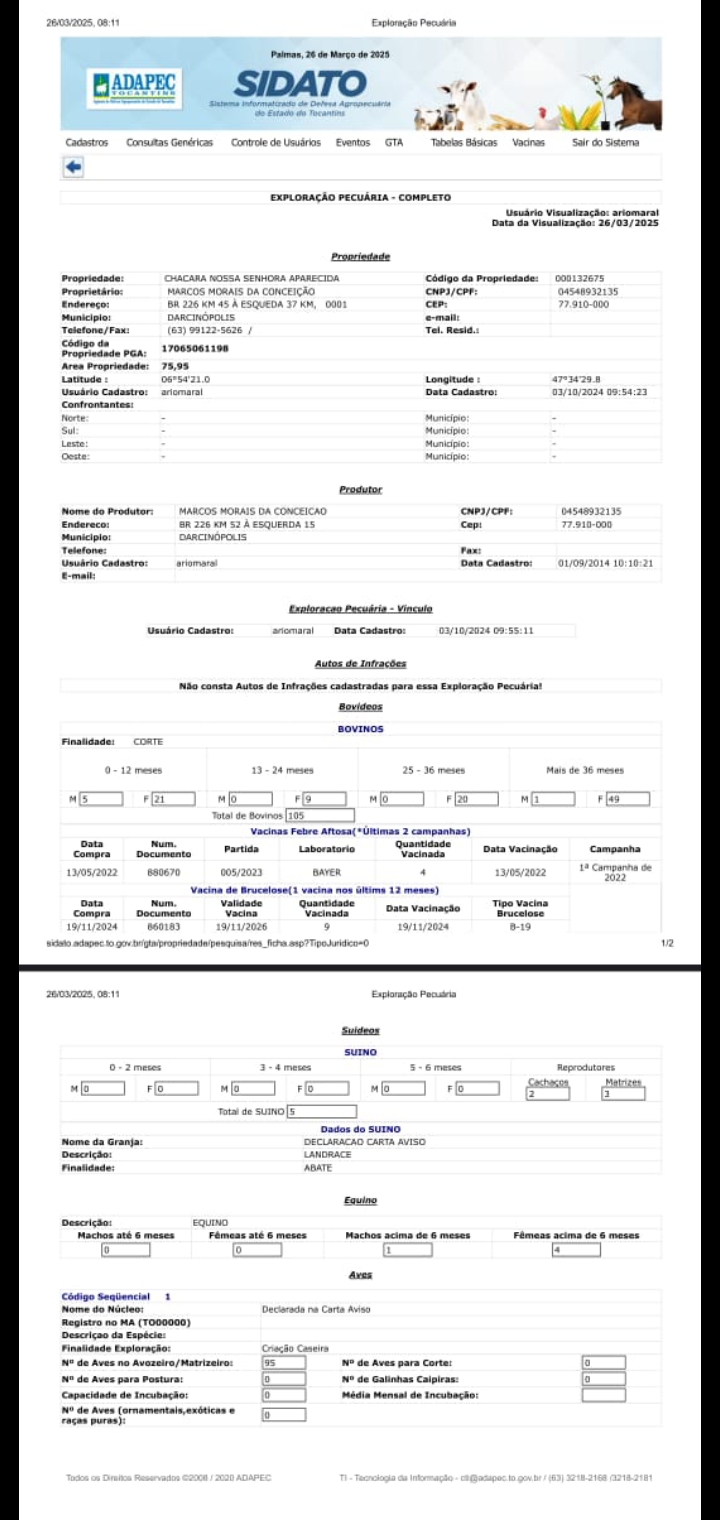 26/03/2025, 08:11 Exploração Pecuária
Palmas, 26 de Março de 2025
ADAPEC
TOCANTINS
SIDATO
Sistema Informatizado de Defesa Agropecuária
do Estado do Tocantins
Cadastros Consultas Genéricas Controle de Usuários Eventos GTA Tabelas Básicas Vacinas Sair do Sistema
EXPLORAÇÃO PECUÁRIA - COMPLETO
Usuário Visualização: ariomaral
Data da Visualização: 26/03/2025
Propriedade
Propriedade: CHACARA NOSSA SENHORA APARECIDA Código da Propriedade: 000132675
Proprietário: MARCOS MORAIS DA CONCEIÇÃO CNPJ/CPF: 04548932135
Endereço: BR 226 KM 45 À ESQUEDA 37 KM, 0001 CEP: 77.910-000
Municipio: DARCINÓPOLIS e-mail:
Telefone/Fax: (63) 99122-5626 / Tel. Resid.:
Código da
Propriedade PGA: 17065061198
Area Propriedade: 75,95
Latitude : 06°54'21.0 Longitude : 47°34'29.8
Usuário Cadastro: ariomaral Data Cadastro: 03/10/2024 09:54:23
Confrontantes:
Norte: - Município: -
Sul: - Município: -
Leste: - Município: -
Oeste: - Município: -
Produtor
Nome do Produtor: MARCOS MORAIS DA CONCEICAO CNPJ/CPF: 04548932135
Endereco: BR 226 KM 52 À ESQUERDA 15 Cep: 77.910-000
Municipio: DARCINÓPOLIS
Telefone: Fax:
Usuário Cadastro: ariomaral Data Cadastro: 01/09/2014 10:10:21
E-mail:
Exploracao Pecuária - Vinculo
Usuário Cadastro: ariomaral Data Cadastro: 03/10/2024 09:55:11
Autos de Infrações
Não consta Autos de Infrações cadastradas para essa Exploração Pecuária!
Bovideos
BOVINOS
Finalidade: CORTE
0 - 12 meses 13 - 24 meses 25 - 36 meses Mais de 36 meses
M 5 F 21 M 0 F 9 M 0 F 20 M 1 F 49
Total de Bovinos 105
Vacinas Febre Aftosa(*Últimas 2 campanhas)
Data Compra Num. Documento Partida Laboratorio Quantidade Vacinada Data Vacinação Campanha
13/05/2022 880670 005/2023 BAYER 4 13/05/2022 1ª Campanha de 2022
Vacina de Brucelose(1 vacina nos últims 12 meses)
Data Compra Num. Documento Validade Vacina Quantidade Vacinada Data Vacinação Tipo Vacina Brucelose
19/11/2024 860183 19/11/2026 9 19/11/2024 B-19
sidato.adapec.to.gov.br/gta/propriedade/pesquisa/res_ficha.asp?TipoJuridico=0 1/2
26/03/2025, 08:11 Exploração Pecuária
Suideos
SUINO
0 - 2 meses 3 - 4 meses 5 - 6 meses Reprodutores
M 0 F 0 M 0 F 0 M 0 F 0 Cachaços 2 Matrizes 3
Total de SUINO 5
Dados do SUINO
Nome da Granja: DECLARACAO CARTA AVISO
Descrição: LANDRACE
Finalidade: ABATE
Equino
Descrição: EQUINO
Machos até 6 meses Fêmeas até 6 meses Machos acima de 6 meses Fêmeas acima de 6 meses
0 0 1 4
Aves
Código Seqüencial 1
Nome do Núcleo: Declarada na Carta Aviso
Registro no MA (TO00000)
Descriçao da Espécie:
Finalidade Exploração: Criação Caseira
Nº de Aves no Avozeiro/Matrizeiro: 95 Nº de Aves para Corte: 0
Nº de Aves para Postura: 0 Nº de Galinhas Caipiras: 0
Capacidade de Incubação: 0 Média Mensal de Incubação:
Nº de Aves (ornamentais,exóticas e
raças puras): 0
Todos os Direitos Reservados ©2008 / 2020 ADAPEC TI - Tecnologia da Informação - cti@adapec.to.gov.br / (63) 3218-2168 /3218-2181